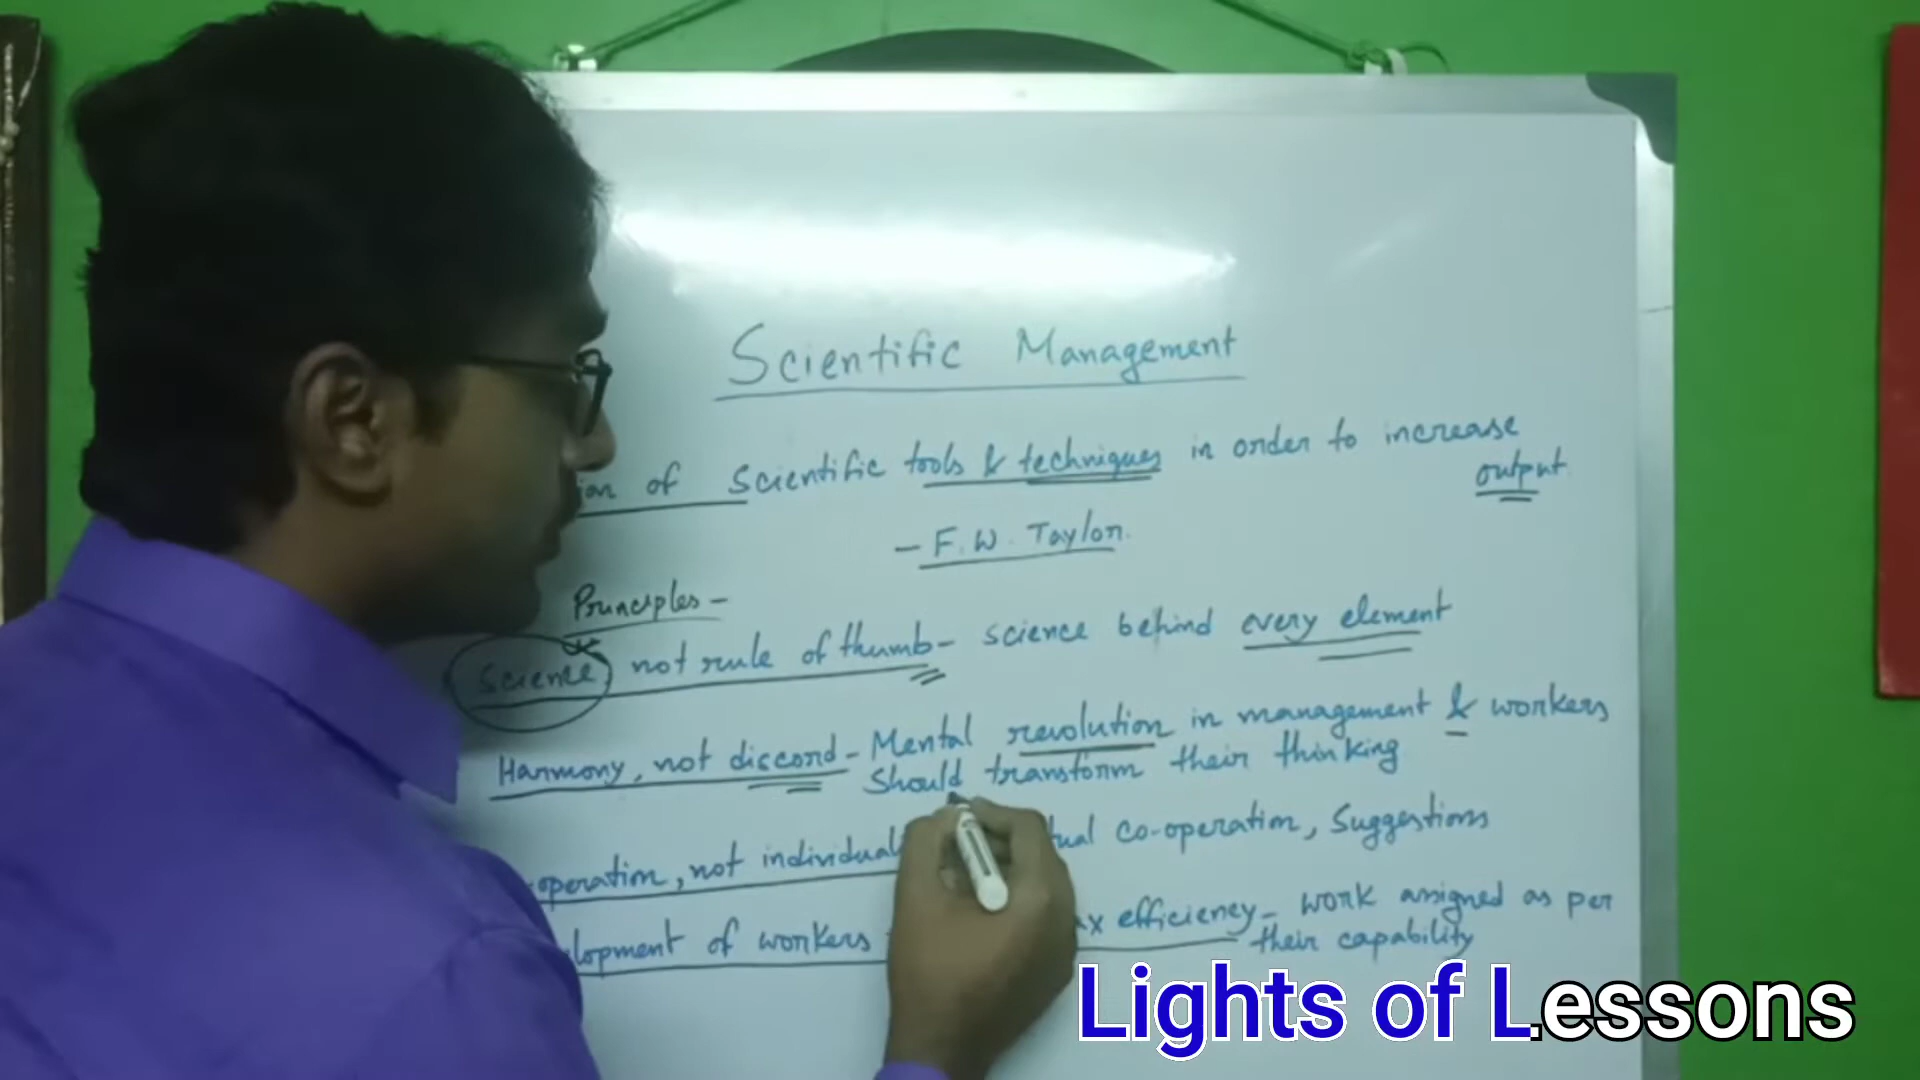 Scientific Management
of scientific tools & techniques in order to increase
output
- F. W. Taylor.
Principles -
Science, not rule of thumb - science behind every element
Harmony, not discord - Mental revolution in management & workers
Should transform their thinking
operation, not individual co-operation, Suggestions
of workers efficiency - work assigned as per
their capability
Lights of Lessons